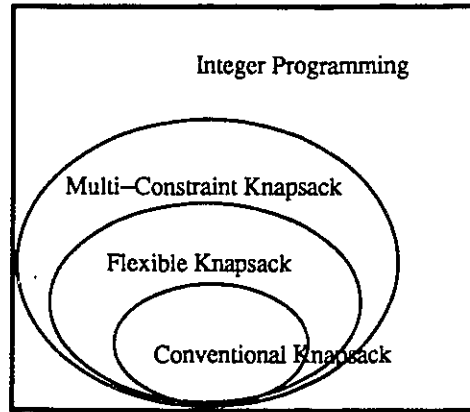 Integer Programming
Multi–Constraint Knapsack
Flexible Knapsack
Conventional Knapsack